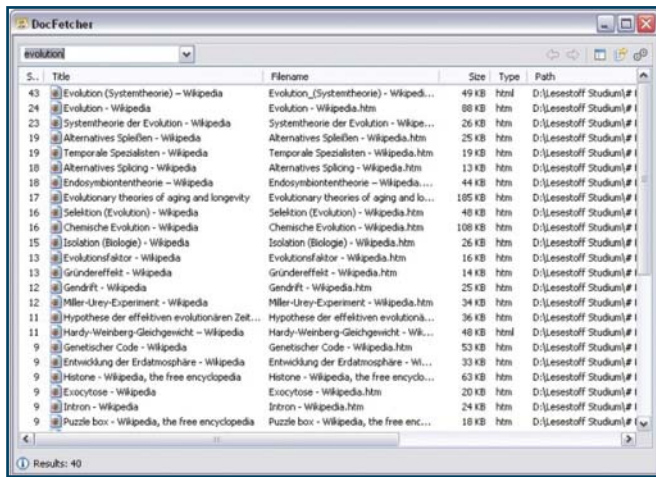 DocFetcher
evolution
S.. Title Filename Size Type Path
43 Evolution (Systemtheorie) – Wikipedia Evolution_(Systemtheorie) – Wikipedi... 49 KB html D:\Lesestoff Studium\#
24 Evolution - Wikipedia Evolution - Wikipedia.htm 88 KB htm D:\Lesestoff Studium\#
23 Systemtheorie der Evolution - Wikipedia Systemtheorie der Evolution - Wikipe... 26 KB htm D:\Lesestoff Studium\#
19 Alternatives Spleißen - Wikipedia Alternatives Spleißen - Wikipedia.htm 25 KB htm D:\Lesestoff Studium\#
19 Temporale Spezialisten - Wikipedia Temporale Spezialisten - Wikipedia.htm 19 KB htm D:\Lesestoff Studium\#
18 Alternatives Splicing - Wikipedia Alternatives Splicing - Wikipedia.htm 13 KB htm D:\Lesestoff Studium\#
18 Endosymbiontentheorie – Wikipedia Endosymbiontentheorie – Wikipedia.... 44 KB htm D:\Lesestoff Studium\#
17 Evolutionary theories of aging and longevity Evolutionary theories of aging and lo... 185 KB htm D:\Lesestoff Studium\#
16 Selektion (Evolution) - Wikipedia Selektion (Evolution) - Wikipedia.htm 48 KB htm D:\Lesestoff Studium\#
16 Chemische Evolution - Wikipedia Chemische Evolution - Wikipedia.htm 108 KB htm D:\Lesestoff Studium\#
15 Isolation (Biologie) - Wikipedia Isolation (Biologie) - Wikipedia.htm 26 KB htm D:\Lesestoff Studium\#
13 Evolutionsfaktor - Wikipedia Evolutionsfaktor - Wikipedia.htm 16 KB htm D:\Lesestoff Studium\#
13 Gründereffekt - Wikipedia Gründereffekt - Wikipedia.htm 14 KB htm D:\Lesestoff Studium\#
12 Gendrift - Wikipedia Gendrift - Wikipedia.htm 25 KB htm D:\Lesestoff Studium\#
12 Miller-Urey-Experiment - Wikipedia Miller-Urey-Experiment - Wikipedia.htm 34 KB htm D:\Lesestoff Studium\#
11 Hypothese der effektiven evolutionären Zeit... Hypothese der effektiven evolutionä... 36 KB htm D:\Lesestoff Studium\#
11 Hardy-Weinberg-Gleichgewicht – Wikipedia Hardy-Weinberg-Gleichgewicht - Wik... 48 KB html D:\Lesestoff Studium\#
9 Genetischer Code - Wikipedia Genetischer Code - Wikipedia.htm 53 KB htm D:\Lesestoff Studium\#
9 Entwicklung der Erdatmosphäre - Wikipedia Entwicklung der Erdatmosphäre - Wi... 33 KB htm D:\Lesestoff Studium\#
9 Histone - Wikipedia, the free encyclopedia Histone - Wikipedia, the free encyclo... 63 KB htm D:\Lesestoff Studium\#
9 Exocytose - Wikipedia Exocytose - Wikipedia.htm 20 KB htm D:\Lesestoff Studium\#
9 Intron - Wikipedia Intron - Wikipedia.htm 24 KB htm D:\Lesestoff Studium\#
9 Puzzle box - Wikipedia, the free encyclopedia Puzzle box - Wikipedia, the free enc... 18 KB htm D:\Lesestoff Studium\#
Results: 40